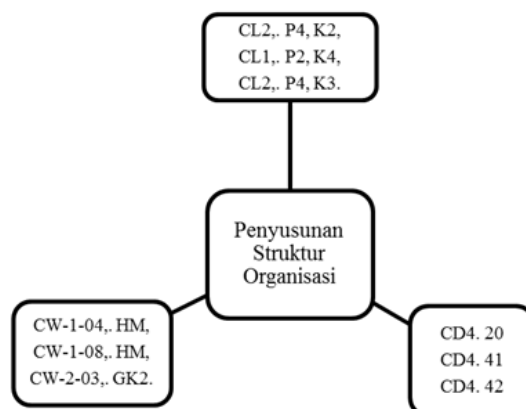 CL2,. P4, K2,
CL1,. P2, K4,
CL2,. P4, K3.
Penyusunan
Struktur
Organisasi
CW-1-04,. HM,
CW-1-08,. HM,
CW-2-03,. GK2.
CD4. 20
CD4. 41
CD4. 42